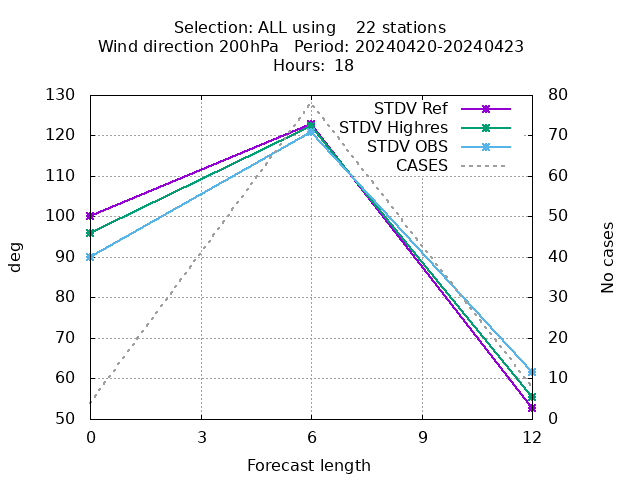 Selection: ALL using    22 stations
Wind direction 200hPa   Period: 20240420-20240423
Hours: 18
130
120
110
100
90
80
70
60
50
80
70
60
50
40
30
20
10
0
STDV Ref
STDV Highres
STDV OBS
CASES
deg
No cases
0 3 6 9 12
Forecast length